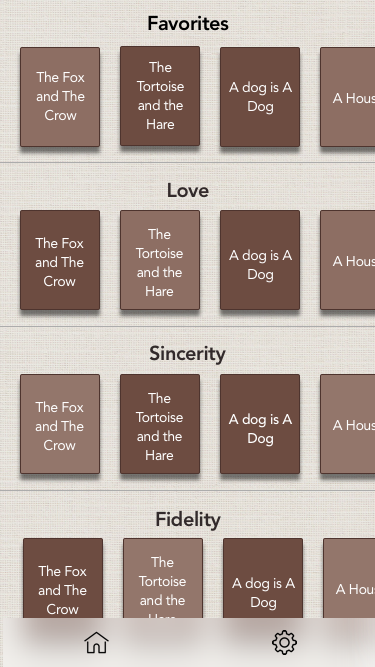 Favorites
The Fox
and The
Crow
The
Tortoise
and the
Hare
A dog is A
Dog
A Hous
Love
The Fox
and The
Crow
The
Tortoise
and the
Hare
A dog is A
Dog
A Hous
Sincerity
The Fox
and The
Crow
The
Tortoise
and the
Hare
A dog is A
Dog
A Hous
Fidelity
The Fox
and The
Crow
The
Tortoise
and the
Hare
A dog is A
Dog
A Hous